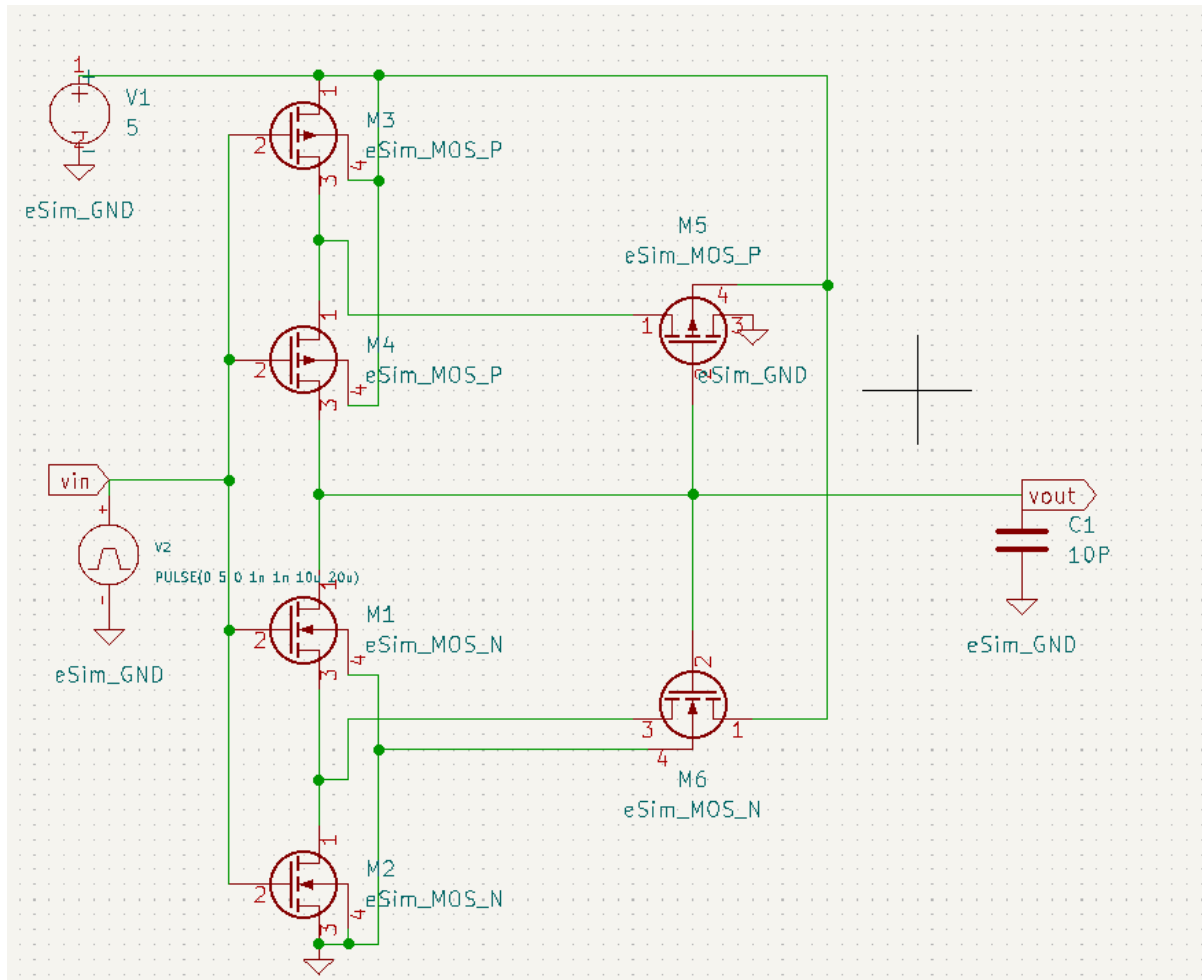 1
V1
5
2
eSim_GND
1
M3
2
eSim_MOS_P
4
3
M5
eSim_MOS_P
4
1
3
2
eSim_GND
1
M4
2
eSim_MOS_P
4
3
vin
+
V2
PULSE(0 5 0 1n 1n 10u 20u)
-
eSim_GND
vout
C1
10P
eSim_GND
1
M1
2
eSim_MOS_N
4
3
2
3
1
4
M6
eSim_MOS_N
1
M2
2
eSim_MOS_N
4
3